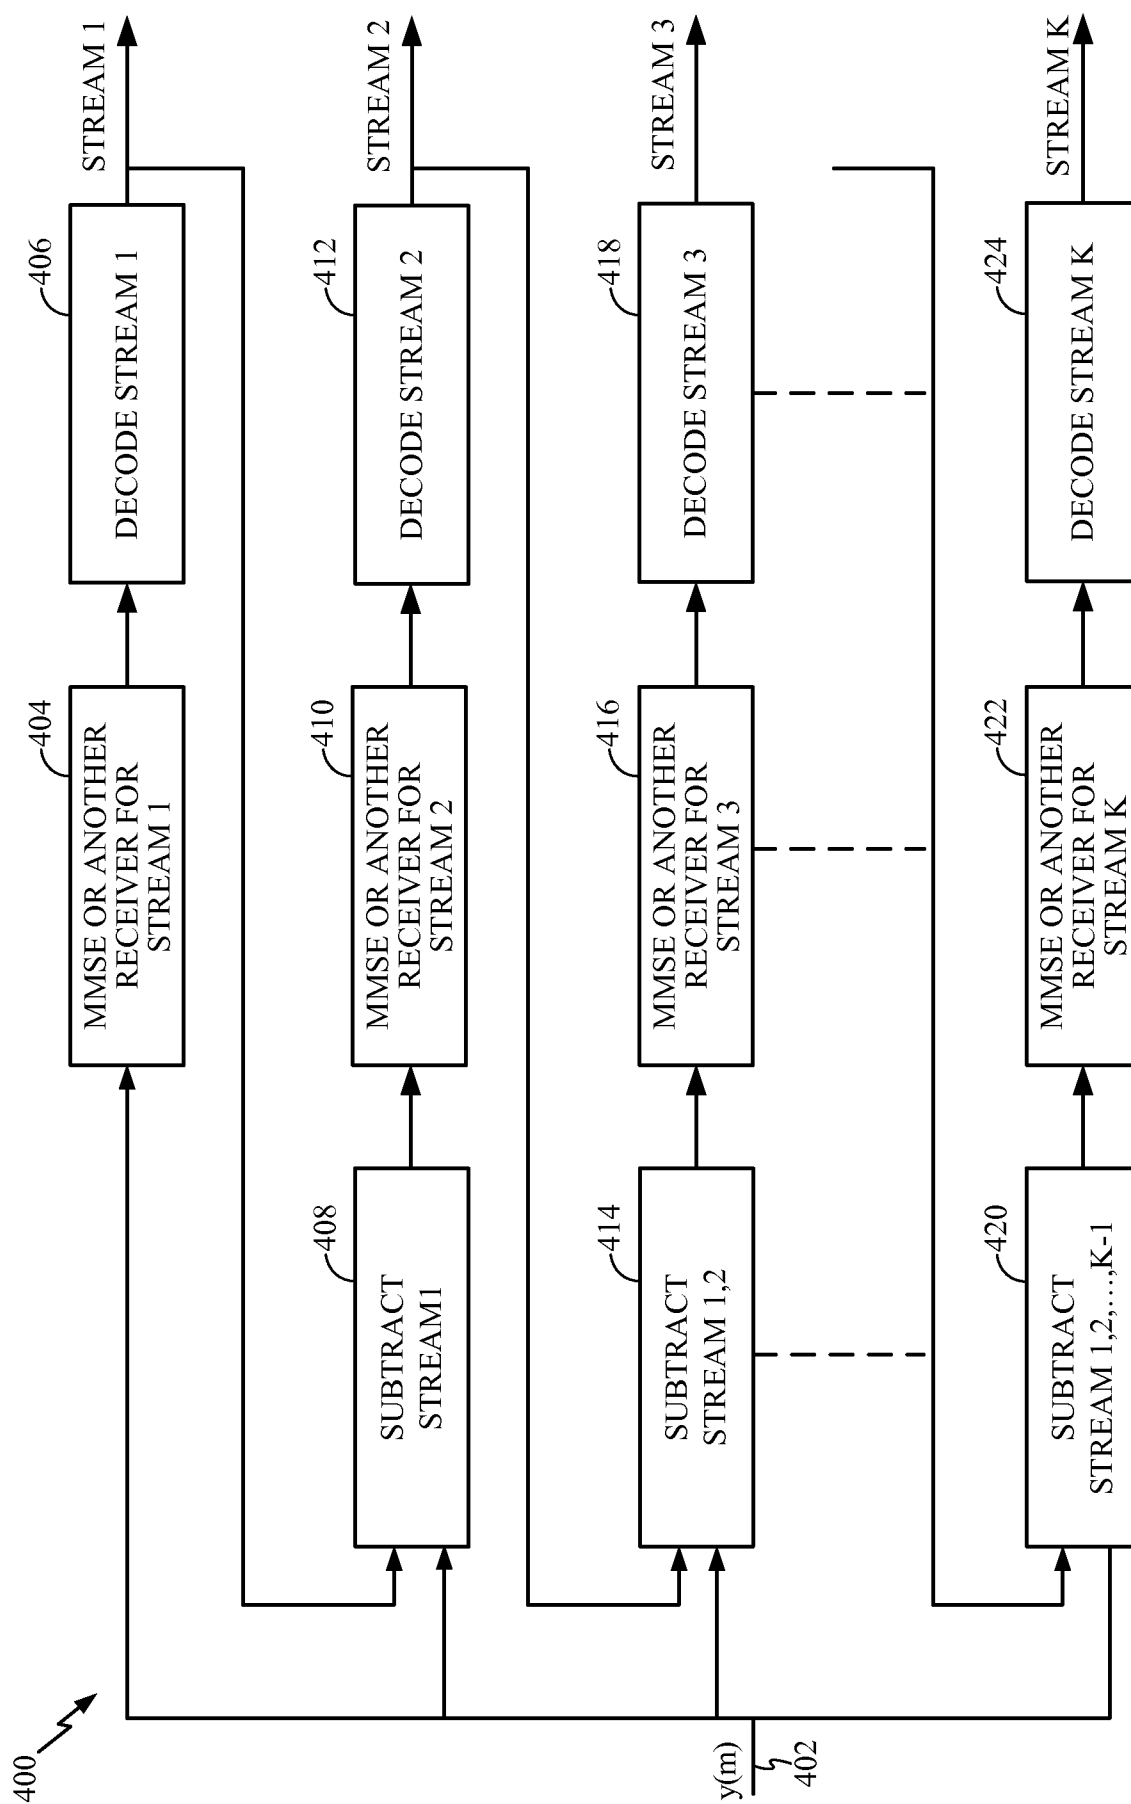 400
y(m)
402
404
MMSE OR ANOTHER
RECEIVER FOR
STREAM 1
406
DECODE STREAM 1
STREAM 1
408
SUBTRACT
STREAM1
410
MMSE OR ANOTHER
RECEIVER FOR
STREAM 2
412
DECODE STREAM 2
STREAM 2
414
SUBTRACT
STREAM 1,2
416
MMSE OR ANOTHER
RECEIVER FOR
STREAM 3
418
DECODE STREAM 3
STREAM 3
420
SUBTRACT
STREAM 1,2,...,K-1
422
MMSE OR ANOTHER
RECEIVER FOR
STREAM K
424
DECODE STREAM K
STREAM K